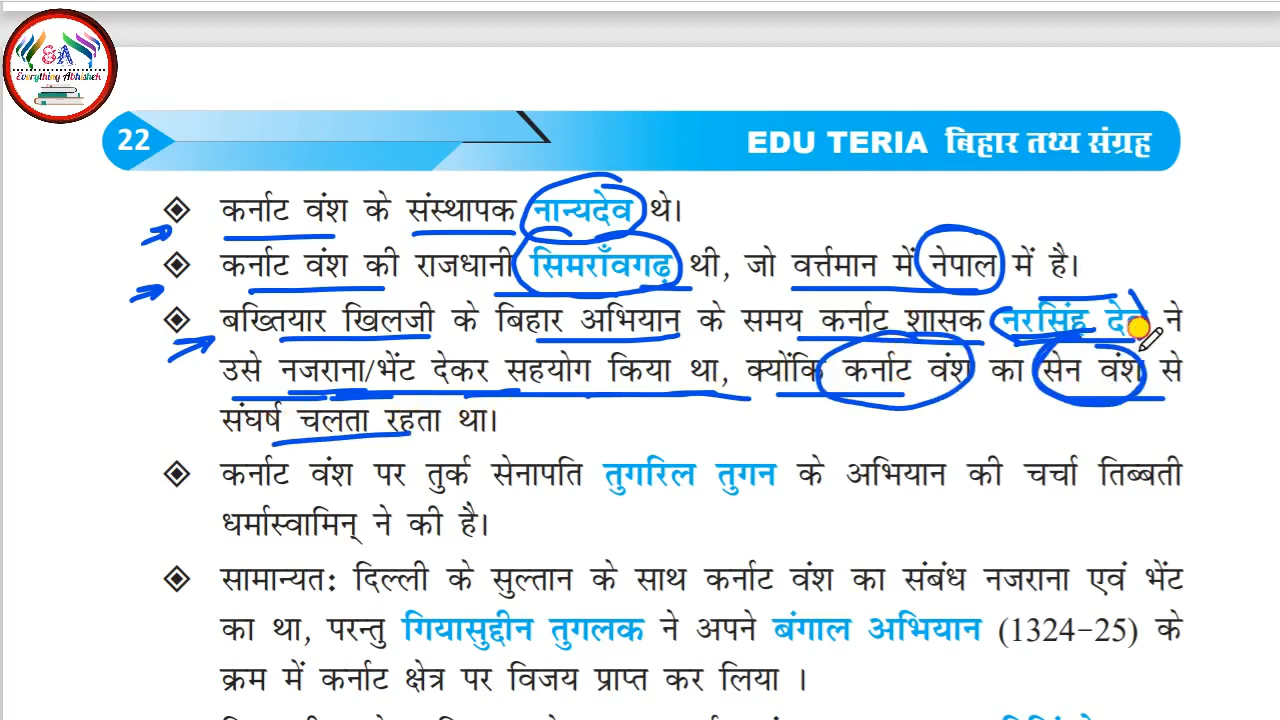 &A
Everything Abhishek
22
EDU TERIA बिहार तथ्य संग्रह
कर्नाट वंश के संस्थापक नान्यदेव थे।
कर्नाट वंश की राजधानी सिमराँवगढ़ थी, जो वर्त्तमान में नेपाल में है।
बख्तियार खिलजी के बिहार अभियान के समय कर्नाट शासक नरसिंह देव ने
उसे नजराना/भेंट देकर सहयोग किया था, क्योंकि कर्नाट वंश का सेन वंश से
संघर्ष चलता रहता था।
कर्नाट वंश पर तुर्क सेनापति तुगरिल तुगन के अभियान की चर्चा तिब्बती
धर्मास्वामिन् ने की है।
सामान्यतः दिल्ली के सुल्तान के साथ कर्नाट वंश का संबंध नजराना एवं भेंट
का था, परन्तु गियासुद्दीन तुगलक ने अपने बंगाल अभियान (1324-25) के
क्रम में कर्नाट क्षेत्र पर विजय प्राप्त कर लिया ।